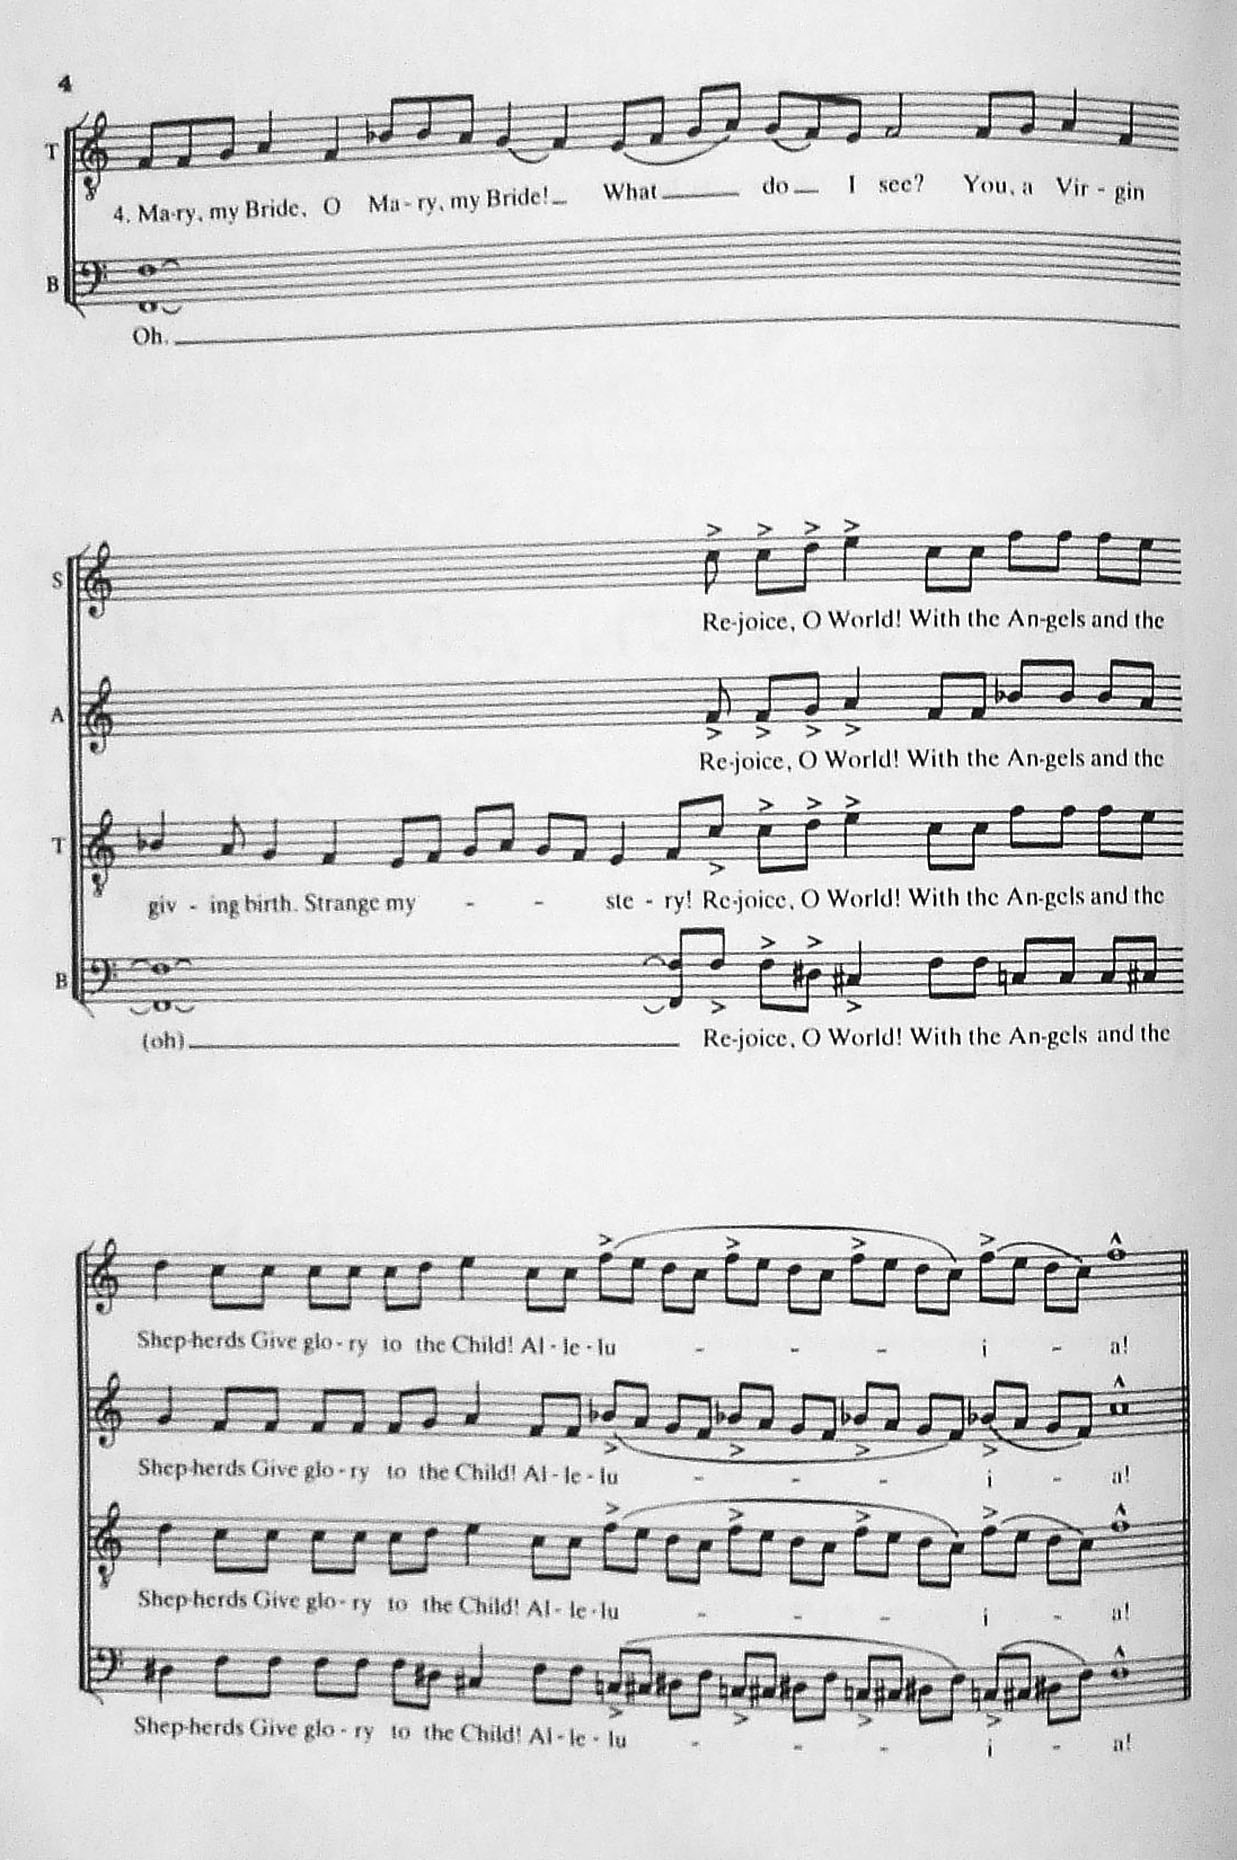 4
T
4. Ma-ry, my Bride, O Ma - ry, my Bride! What do I see? You, a Vir - gin
B
Oh.
S
Re-joice, O World! With the An-gels and the
A
Re-joice, O World! With the An-gels and the
T
giv - ing birth. Strange my - - ste - ry! Re-joice, O World! With the An-gels and the
B
(oh) Re-joice, O World! With the An-gels and the
Shep-herds Give glo - ry to the Child! Al - le - lu - - - i - a!
Shep-herds Give glo - ry to the Child! Al - le - lu - - - i - a!
Shep-herds Give glo - ry to the Child! Al - le - lu - - - i - a!
Shep-herds Give glo - ry to the Child! Al - le - lu - - - i - a!